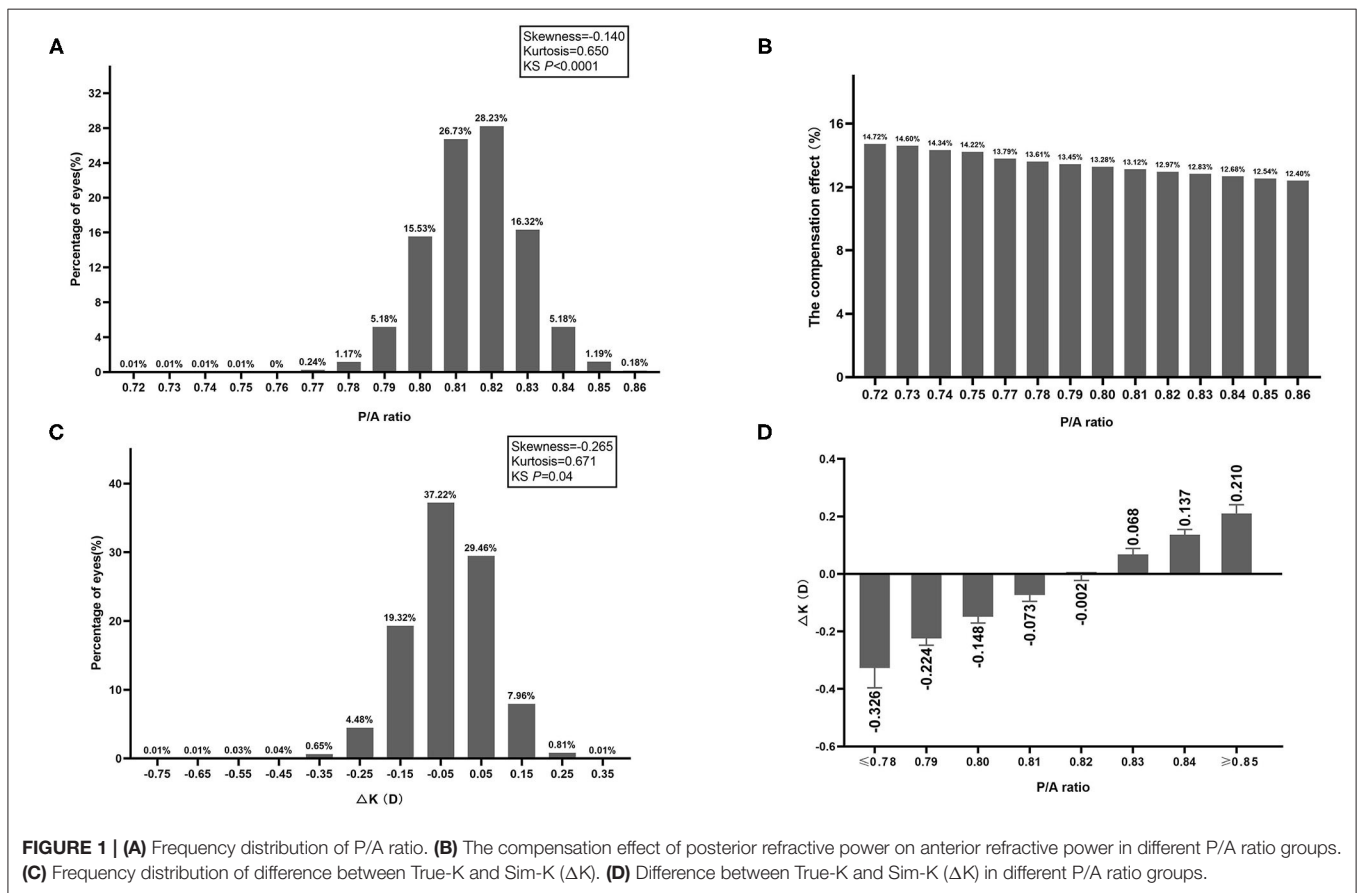 A
Skewness=-0.140
Kurtosis=0.650
KS P<0.0001
Percentage of eyes(%)
32
28
24
20
16
12
8
4
0
0.01% 0.01% 0.01% 0.01% 0% 0.24% 1.17% 5.18% 15.53% 26.73% 28.23% 16.32% 5.18% 1.19% 0.18%
0.72 0.73 0.74 0.75 0.76 0.77 0.78 0.79 0.80 0.81 0.82 0.83 0.84 0.85 0.86
P/A ratio
B
The compensation effect (%)
16
12
8
4
0
14.72% 14.60% 14.34% 14.22% 13.79% 13.61% 13.45% 13.28% 13.12% 12.97% 12.83% 12.68% 12.54% 12.40%
0.72 0.73 0.74 0.75 0.77 0.78 0.79 0.80 0.81 0.82 0.83 0.84 0.85 0.86
P/A ratio
C
Skewness=-0.265
Kurtosis=0.671
KS P=0.04
Percentage of eyes(%)
40
30
20
10
0
0.01% 0.01% 0.03% 0.04% 0.65% 4.48% 19.32% 37.22% 29.46% 7.96% 0.81% 0.01%
-0.75 -0.65 -0.55 -0.45 -0.35 -0.25 -0.15 -0.05 0.05 0.15 0.25 0.35
△K (D)
D
△K (D)
0.4
0.2
0.0
-0.2
-0.4
-0.6
-0.326 -0.224 -0.148 -0.073 -0.002 0.068 0.137 0.210
≤0.78 0.79 0.80 0.81 0.82 0.83 0.84 ≥0.85
P/A ratio
FIGURE 1 | (A) Frequency distribution of P/A ratio. (B) The compensation effect of posterior refractive power on anterior refractive power in different P/A ratio groups.
(C) Frequency distribution of difference between True-K and Sim-K (ΔK). (D) Difference between True-K and Sim-K (ΔK) in different P/A ratio groups.